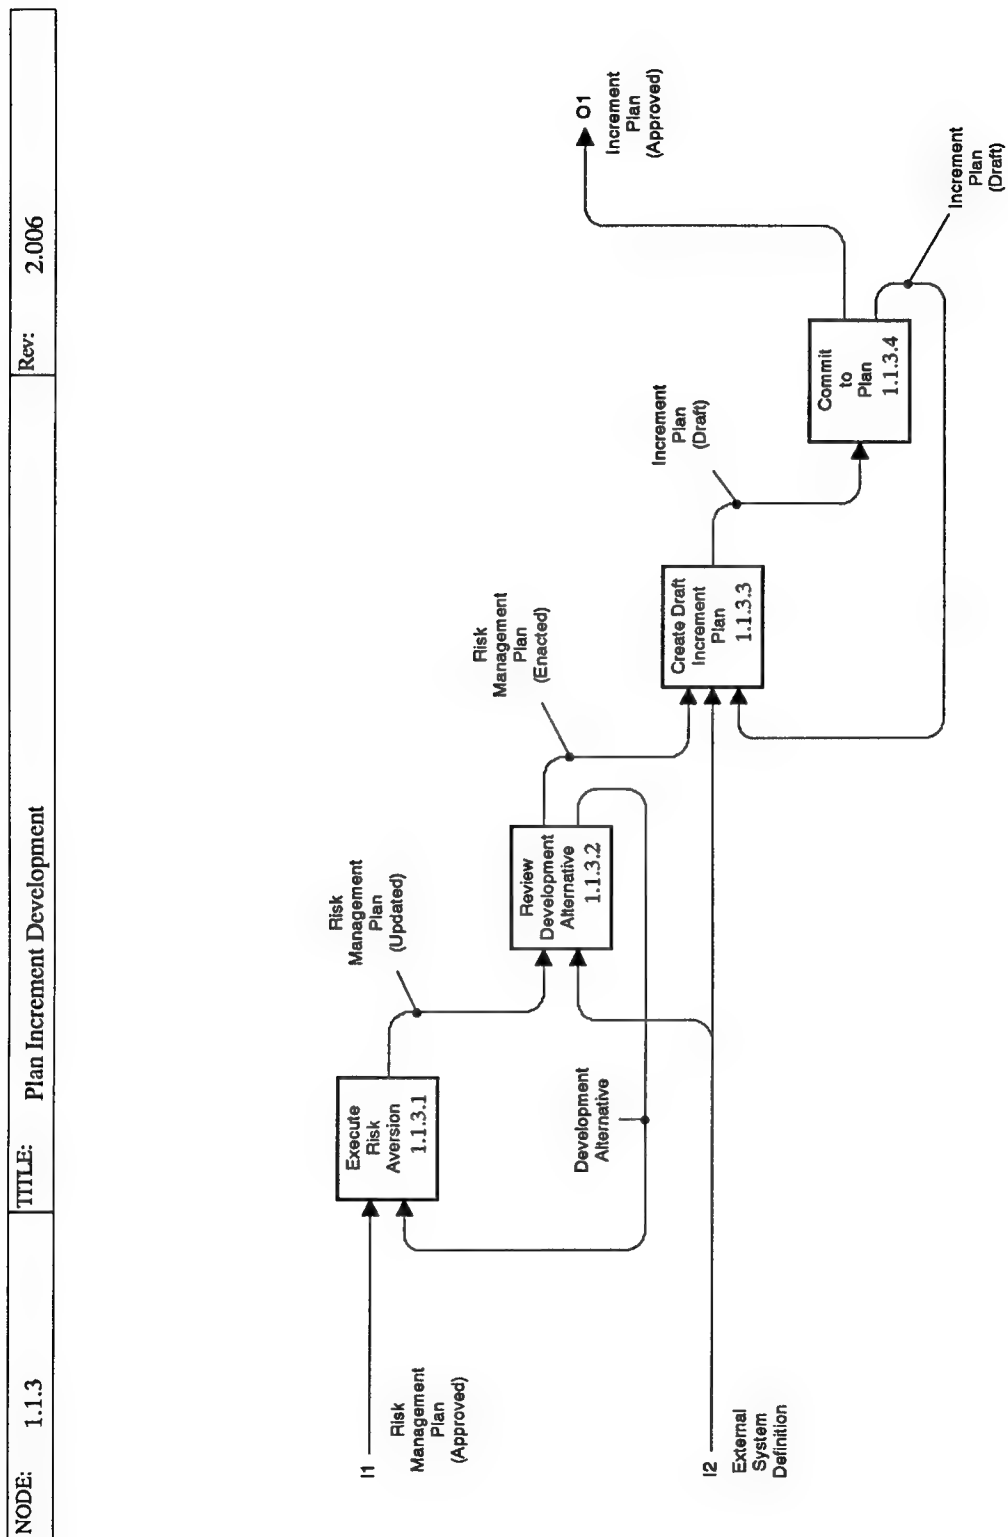 NODE: 1.1.3 TITLE: Plan Increment Development Rev: 2.006
I1
Risk
Management
Plan
(Approved)
Execute
Risk
Aversion
1.1.3.1
Risk
Management
Plan
(Updated)
Review
Development
Alternative
1.1.3.2
Risk
Management
Plan
(Enacted)
Development
Alternative
I2
External
System
Definition
Create Draft
Increment
Plan
1.1.3.3
Increment
Plan
(Draft)
Commit
to
Plan
1.1.3.4
O1
Increment
Plan
(Approved)
Increment
Plan
(Draft)